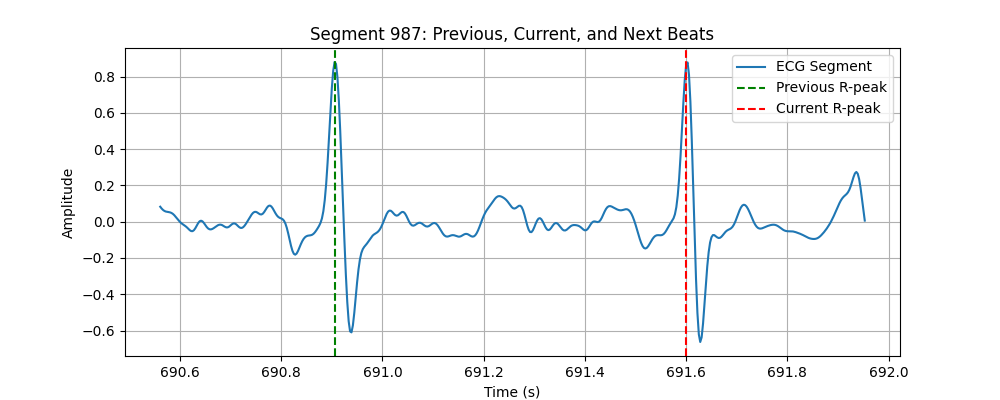 Segment 987: Previous, Current, and Next Beats
ECG Segment
Previous R-peak
Current R-peak
Amplitude
0.8
0.6
0.4
0.2
0.0
−0.2
−0.4
−0.6
690.6 690.8 691.0 691.2 691.4 691.6 691.8 692.0
Time (s)